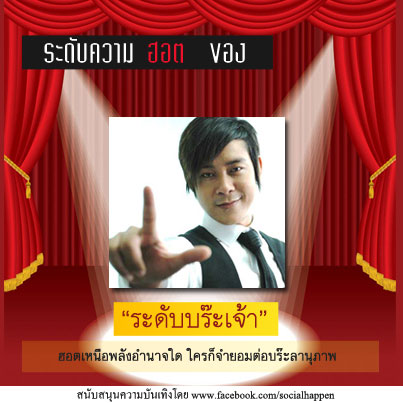 ระดับความ ฮอต ของ
“ระดับบร๊ะเจ้า”
ฮอตเหนือพลังอำนาจใด ใครก็จำยอมต่อบร๊ะลานุภาพ
สนับสนุนความบันเทิงโดย www.facebook.com/socialhappen